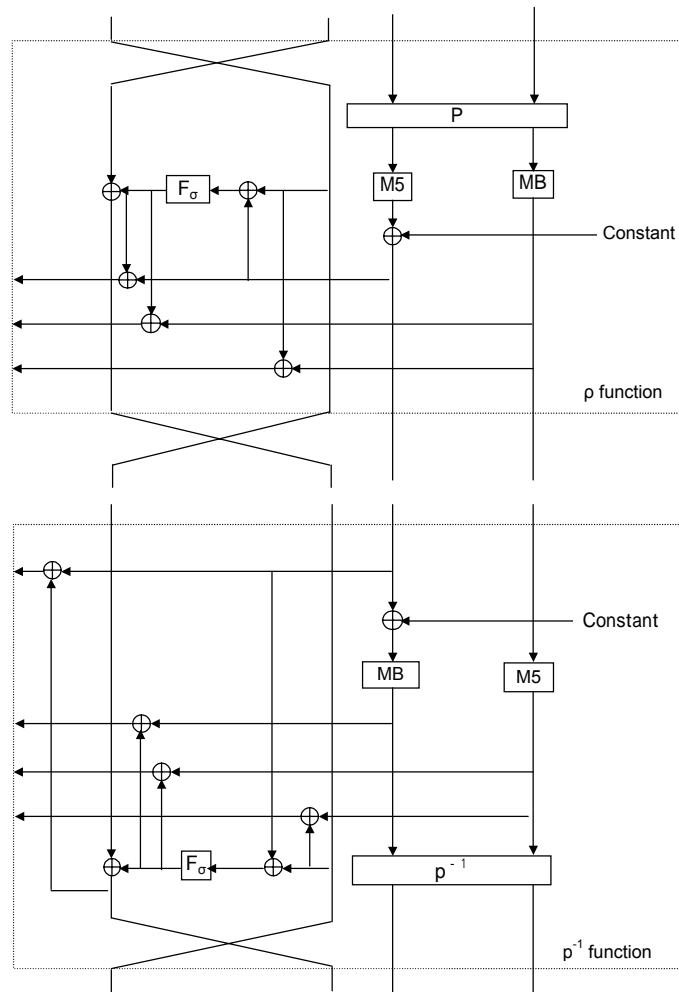 P
M5
MB
Fσ
Constant
ρ function
Constant
MB
M5
Fσ
p⁻¹
p⁻¹ function